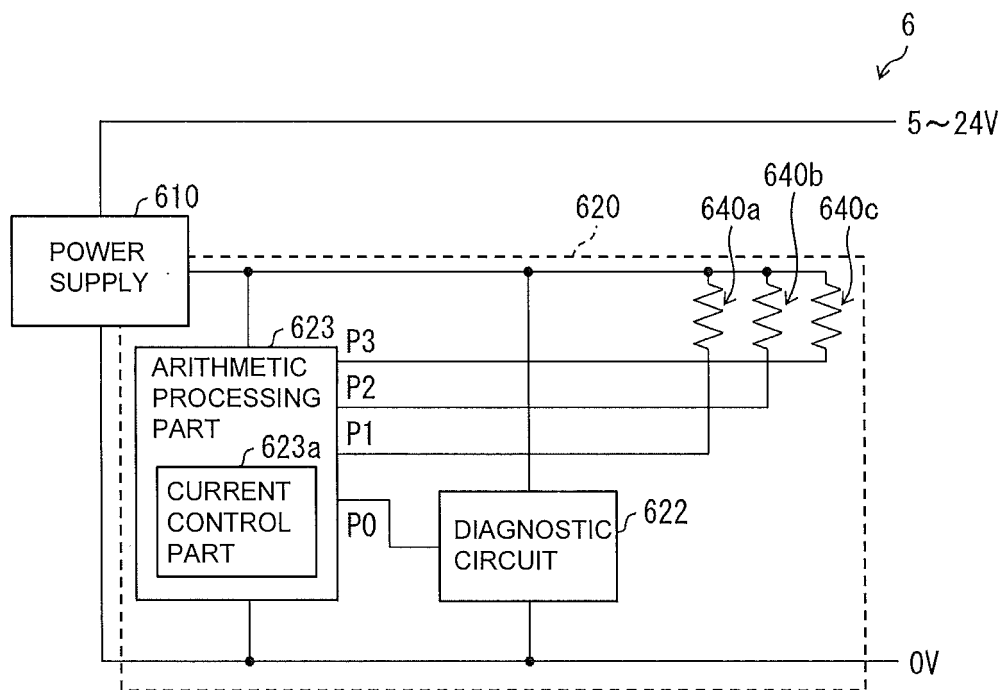 6
5~24V
610
POWER
SUPPLY
620
640a
640b
640c
623
ARITHMETIC
PROCESSING
PART
P3
P2
P1
623a
CURRENT
CONTROL
PART
P0
DIAGNOSTIC
CIRCUIT
622
0V